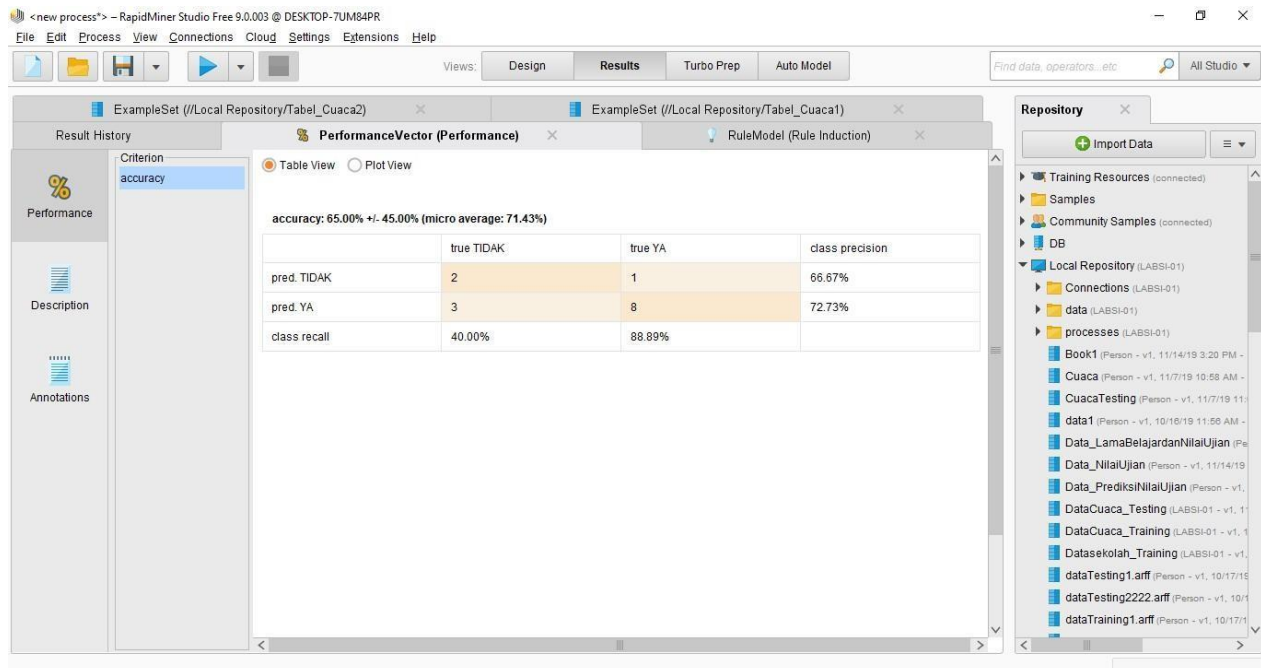 <new process*> – RapidMiner Studio Free 9.0.003 @ DESKTOP-7UM84PR
File Edit Process View Connections Cloud Settings Extensions Help
Views: Design Results Turbo Prep Auto Model
Find data, operators...etc All Studio
ExampleSet (//Local Repository/Tabel_Cuaca2) ExampleSet (//Local Repository/Tabel_Cuaca1)
Result History PerformanceVector (Performance) RuleModel (Rule Induction)
%
Performance
Description
Annotations
Criterion
accuracy
Table View Plot View
accuracy: 65.00% +/- 45.00% (micro average: 71.43%)
true TIDAK true YA class precision
pred. TIDAK 2 1 66.67%
pred. YA 3 8 72.73%
class recall 40.00% 88.89%
Repository
Import Data
Training Resources (connected)
Samples
Community Samples (connected)
DB
Local Repository (LABSI-01)
Connections (LABSI-01)
data (LABSI-01)
processes (LABSI-01)
Book1 (Person - v1, 11/14/19 3:20 PM -
Cuaca (Person - v1, 11/7/19 10:58 AM -
CuacaTesting (Person - v1, 11/7/19 11:
data1 (Person - v1, 10/16/19 11:56 AM -
Data_LamaBelajardanNilaiUjian (Pe
Data_NilaiUjian (Person - v1, 11/14/19
Data_PrediksiNilaiUjian (Person - v1,
DataCuaca_Testing (LABSI-01 - v1, 1
DataCuaca_Training (LABSI-01 - v1, 1
Datasekolah_Training (LABSI-01 - v1,
dataTesting1.arff (Person - v1, 10/17/19
dataTesting2222.arff (Person - v1, 10/1
dataTraining1.arff (Person - v1, 10/17/1